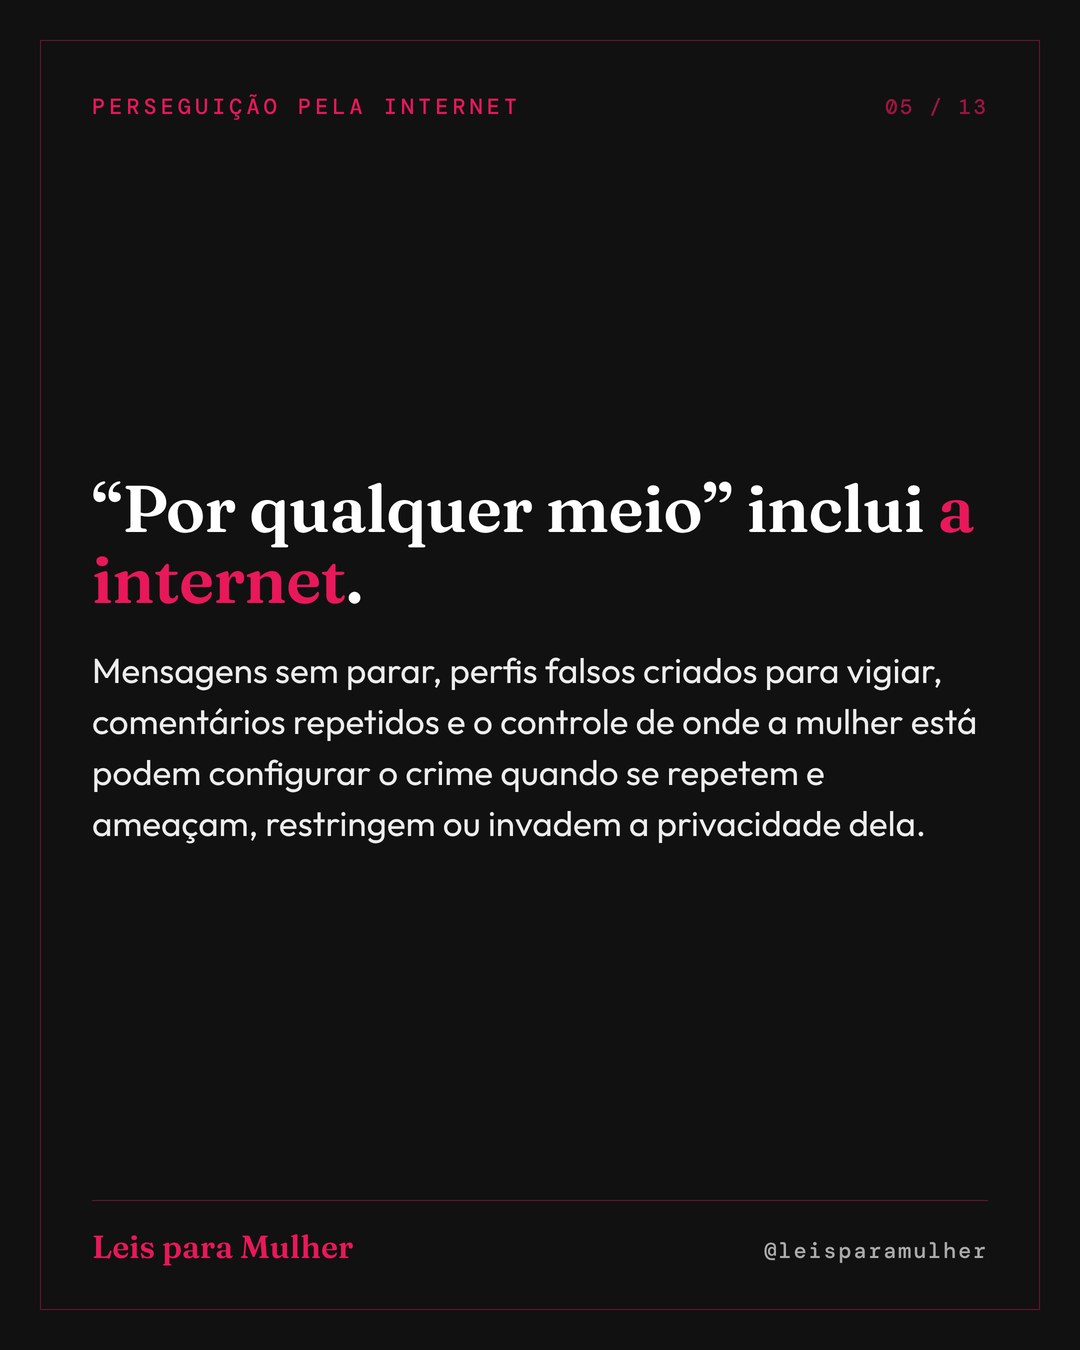 PERSEGUIÇÃO PELA INTERNET
05 / 13
“Por qualquer meio” inclui a
internet.
Mensagens sem parar, perfis falsos criados para vigiar,
comentários repetidos e o controle de onde a mulher está
podem configurar o crime quando se repetem e
ameaçam, restringem ou invadem a privacidade dela.
Leis para Mulher
@leisparamulher